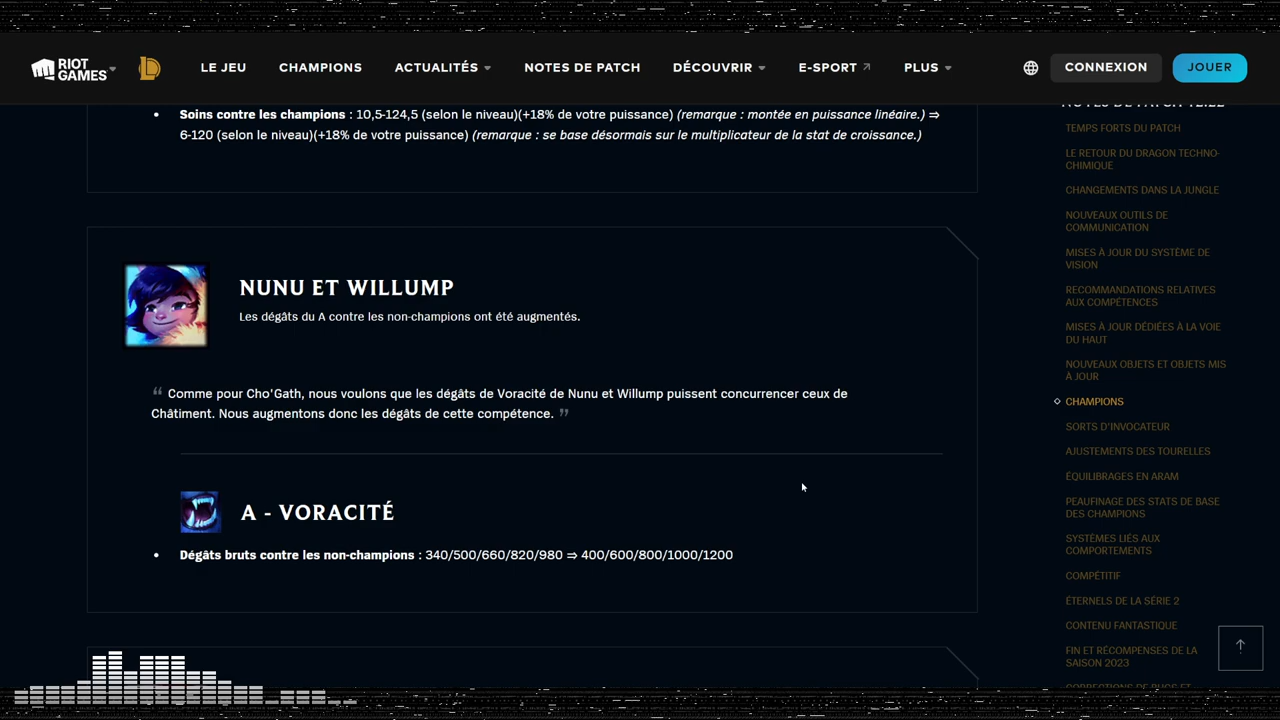 RIOT GAMES
LE JEU
CHAMPIONS
ACTUALITÉS
NOTES DE PATCH
DÉCOUVRIR
E-SPORT
PLUS
CONNEXION
JOUER
• Soins contre les champions : 10,5-124,5 (selon le niveau)(+18% de votre puissance) (remarque : montée en puissance linéaire.) ⇒
6-120 (selon le niveau)(+18% de votre puissance) (remarque : se base désormais sur le multiplicateur de la stat de croissance.)
NUNU ET WILLUMP
Les dégâts du A contre les non-champions ont été augmentés.
“ Comme pour Cho'Gath, nous voulons que les dégâts de Voracité de Nunu et Willump puissent concurrencer ceux de
Châtiment. Nous augmentons donc les dégâts de cette compétence. ”
A - VORACITÉ
• Dégâts bruts contre les non-champions : 340/500/660/820/980 ⇒ 400/600/800/1000/1200
TEMPS FORTS DU PATCH
LE RETOUR DU DRAGON TECHNO-
CHIMIQUE
CHANGEMENTS DANS LA JUNGLE
NOUVEAUX OUTILS DE
COMMUNICATION
MISES À JOUR DU SYSTÈME DE
VISION
RECOMMANDATIONS RELATIVES
AUX COMPÉTENCES
MISES À JOUR DÉDIÉES À LA VOIE
DU HAUT
NOUVEAUX OBJETS ET OBJETS MIS
À JOUR
CHAMPIONS
SORTS D'INVOCATEUR
AJUSTEMENTS DES TOURELLES
ÉQUILIBRAGES EN ARAM
PEAUFINAGE DES STATS DE BASE
DES CHAMPIONS
SYSTÈMES LIÉS AUX
COMPORTEMENTS
COMPÉTITIF
ÉTERNELS DE LA SÉRIE 2
CONTENU FANTASTIQUE
FIN ET RÉCOMPENSES DE LA
SAISON 2023